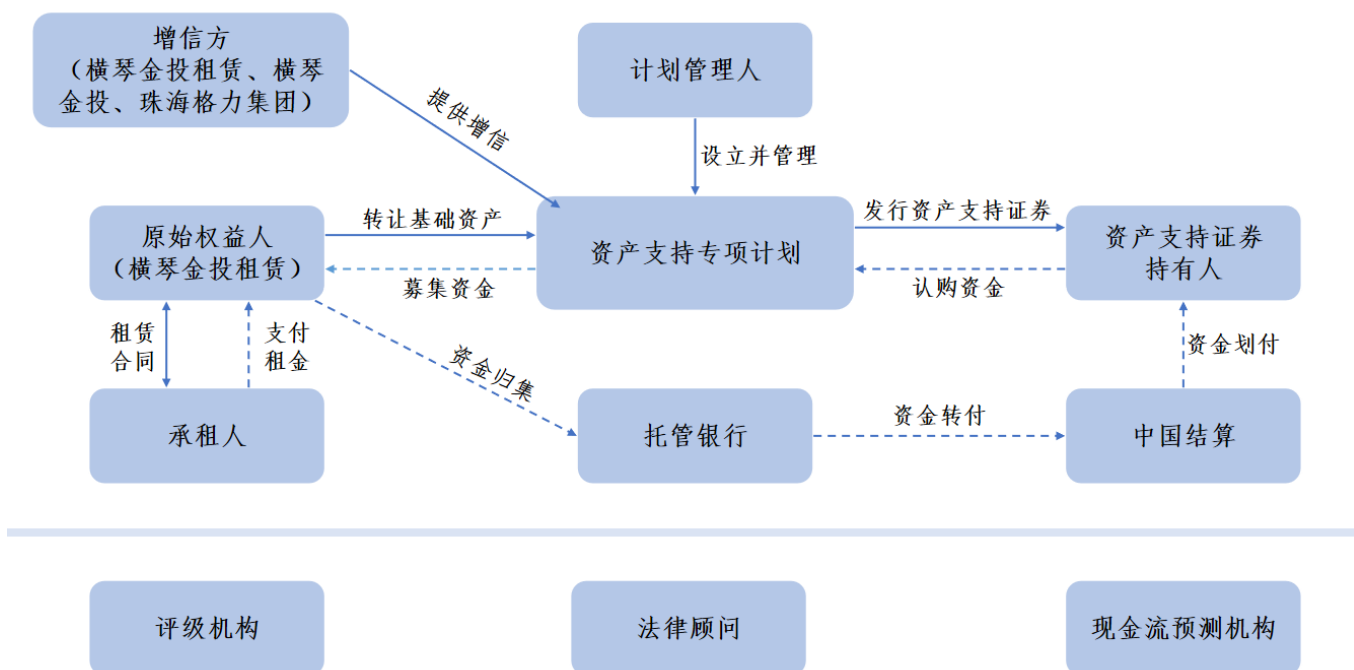 增信方
（横琴金投租赁、横琴
金投、珠海格力集团）
计划管理人
提供增信
设立并管理
原始权益人
（横琴金投租赁）
转让基础资产
募集资金
资产支持专项计划
发行资产支持证券
认购资金
资产支持证券
持有人
租赁
合同
支付
租金
资金归集
资金划付
承租人
托管银行
资金转付
中国结算
评级机构
法律顾问
现金流预测机构